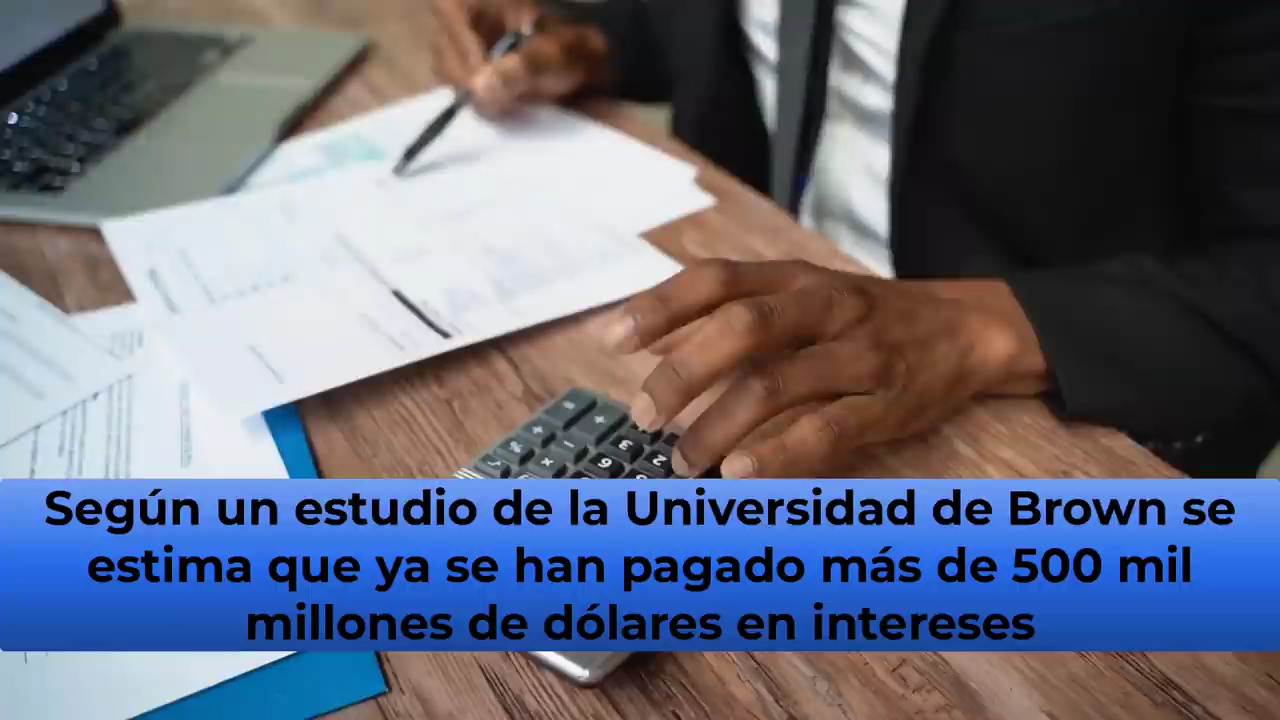 Según un estudio de la Universidad de Brown se
estima que ya se han pagado más de 500 mil
millones de dólares en intereses